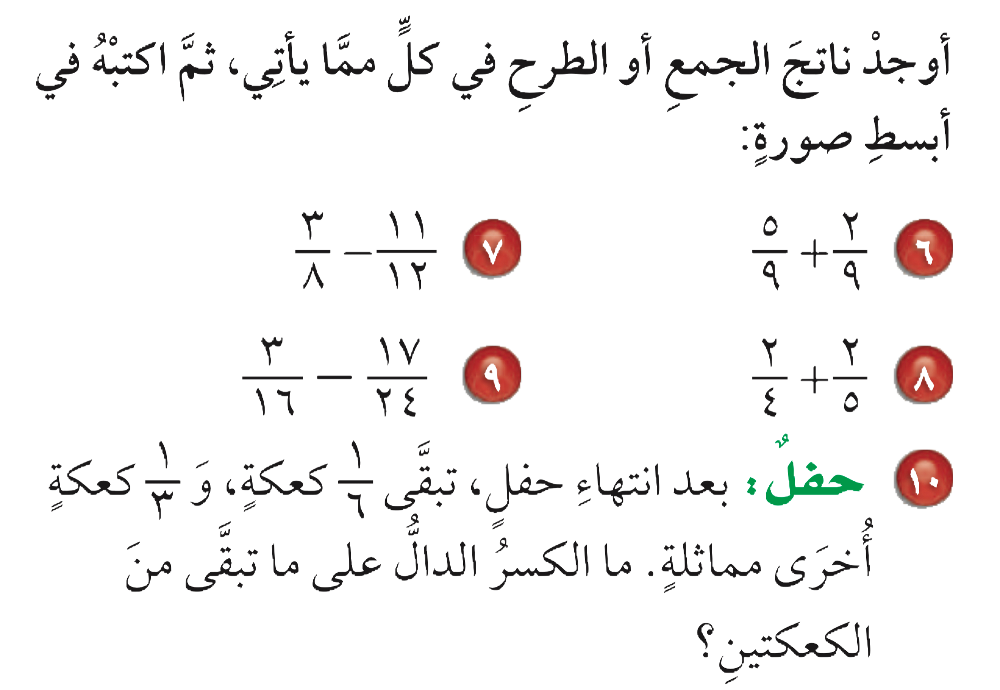 أوجدْ ناتجَ الجمعِ أو الطرحِ في كلٍّ ممَّا يأتِي، ثمَّ اكتبْهُ في
أبسطِ صورةٍ:
٦ ٢/٩ + ٥/٩
٧ ١١/١٢ − ٣/٨
٨ ٢/٥ + ٢/٤
٩ ١٧/٢٤ − ٣/١٦
١٠ حفلٌ: بعد انتهاءِ حفلٍ، تبقَّى ١/٦ كعكةٍ، وَ ١/٣ كعكةٍ
أُخرَى مماثلةٍ. ما الكسرُ الدالُّ على ما تبقَّى منَ
الكعكتينِ؟